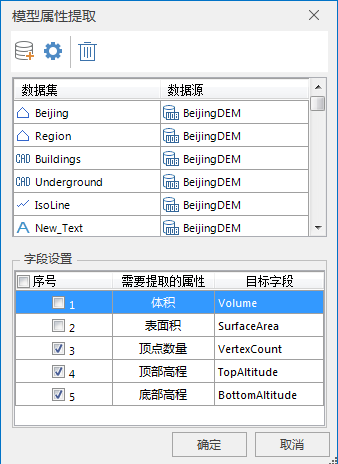 模型属性提取
数据集 数据源
Beijing BeijingDEM
Region BeijingDEM
CAD Buildings BeijingDEM
CAD Underground BeijingDEM
IsoLine BeijingDEM
A New_Text BeijingDEM
字段设置
序号 需要提取的属性 目标字段
1 体积 Volume
2 表面积 SurfaceArea
3 顶点数量 VertexCount
4 顶部高程 TopAltitude
5 底部高程 BottomAltitude
确定 取消